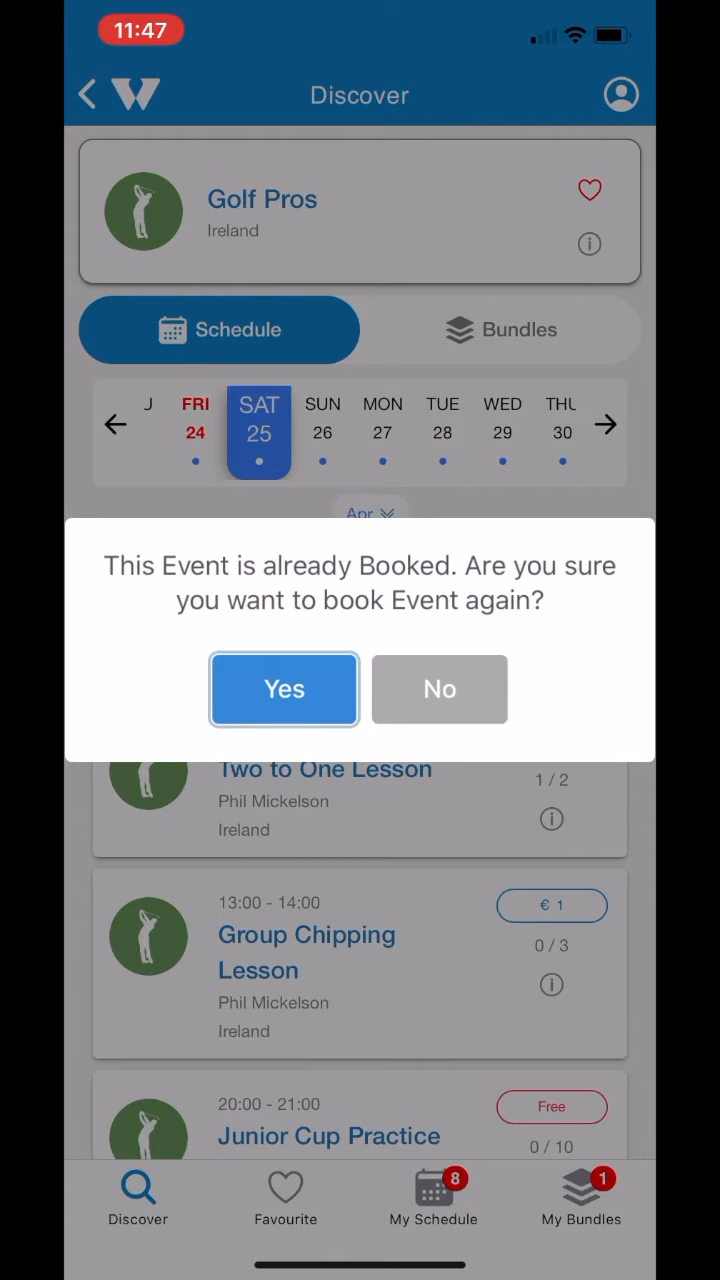 11:47
Discover
Golf Pros
Ireland
Schedule
Bundles
J FRI SAT SUN MON TUE WED THU
24 25 26 27 28 29 30
Apr
This Event is already Booked. Are you sure
you want to book Event again?
Yes
No
Two to One Lesson
1 / 2
Phil Mickelson
Ireland
13:00 - 14:00
€ 1
Group Chipping
Lesson
0 / 3
Phil Mickelson
Ireland
20:00 - 21:00
Free
Junior Cup Practice
0 / 10
8
1
Discover
Favourite
My Schedule
My Bundles